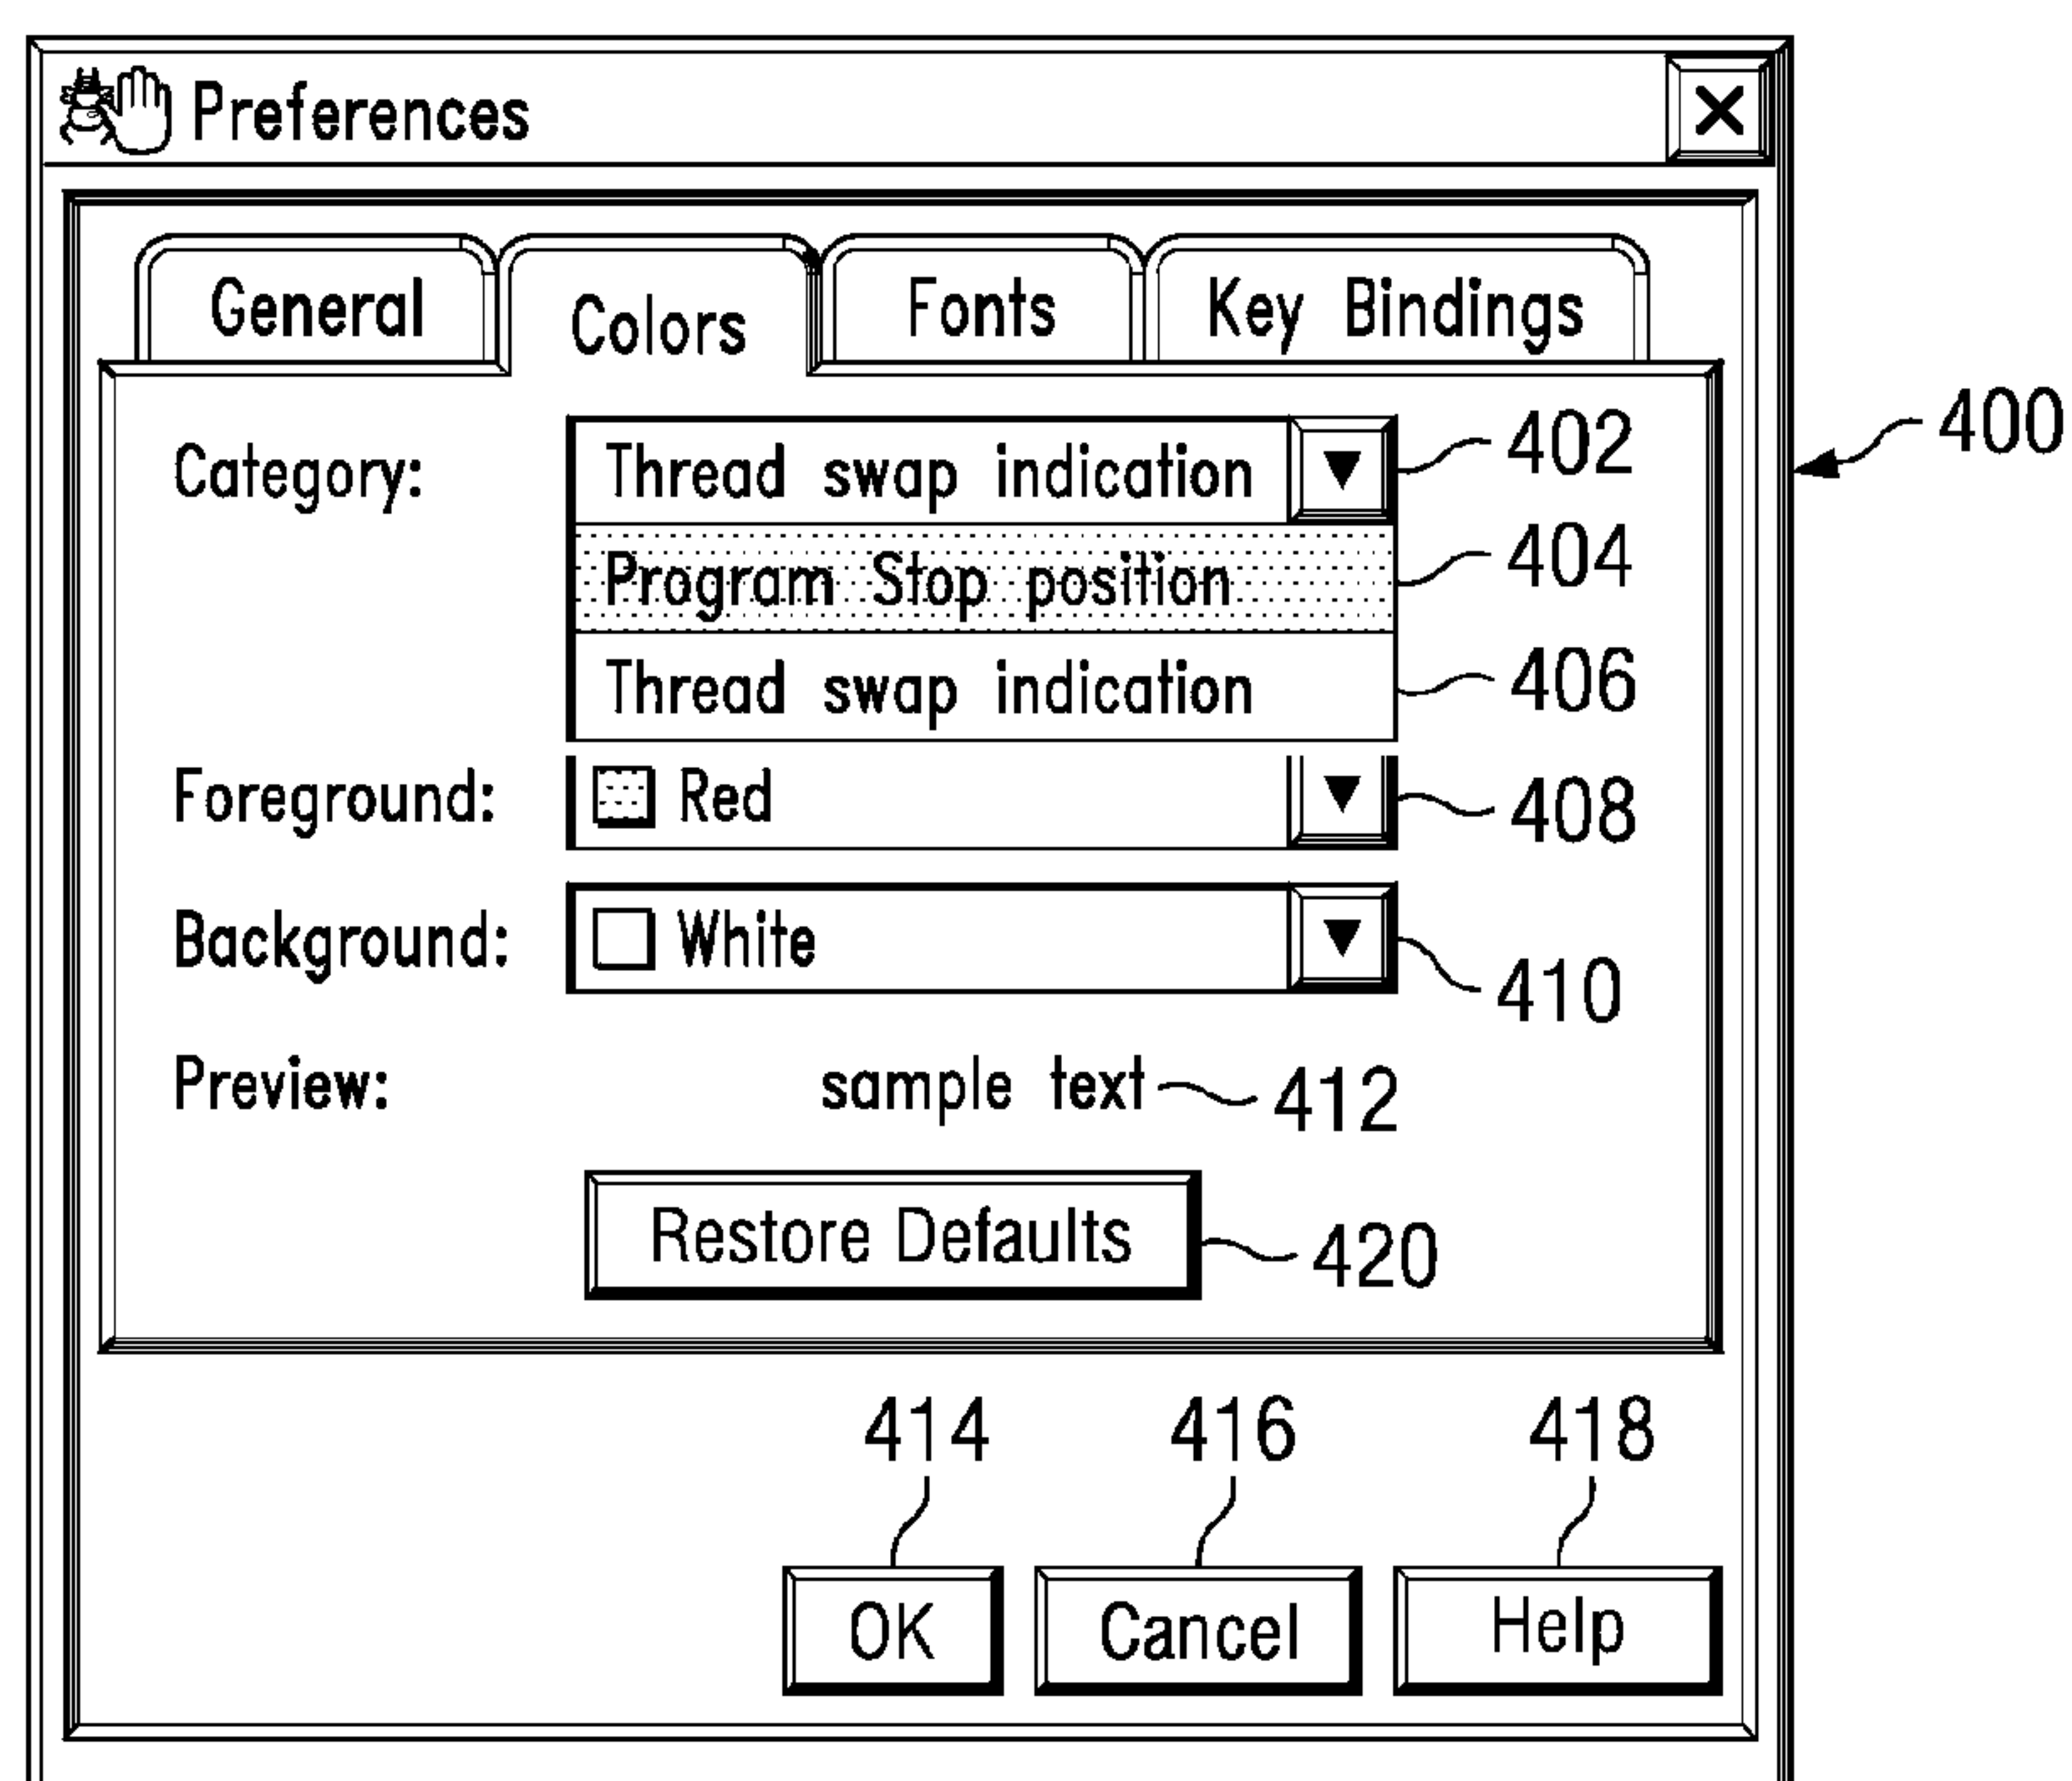 Preferences
General Colors Fonts Key Bindings
Category: Thread swap indication 402
400
Program Stop position 404
Thread swap indication 406
Foreground: Red 408
Background: White 410
Preview: sample text 412
Restore Defaults 420
414 416 418
OK Cancel Help